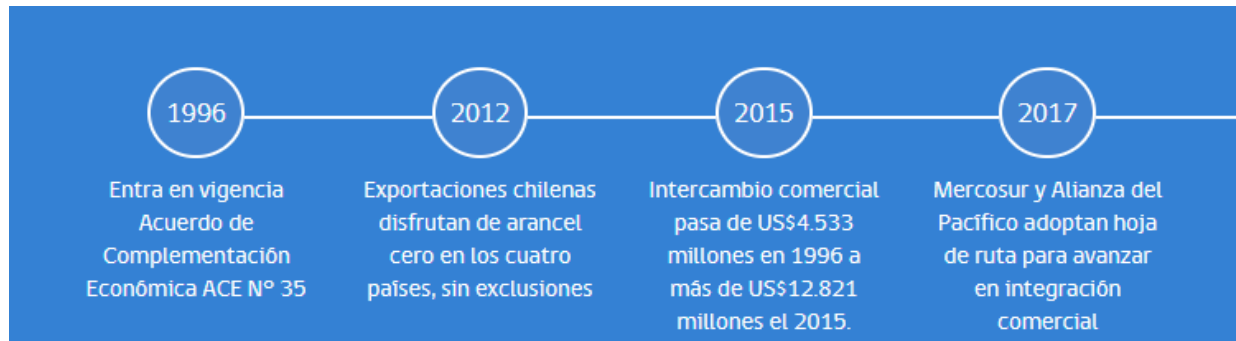 1996
Entra en vigencia
Acuerdo de
Complementación
Económica ACE Nº 35
2012
Exportaciones chilenas
disfrutan de arancel
cero en los cuatro
países, sin exclusiones
2015
Intercambio comercial
pasa de US$4.533
millones en 1996 a
más de US$12.821
millones el 2015.
2017
Mercosur y Alianza del
Pacífico adoptan hoja
de ruta para avanzar
en integración
comercial